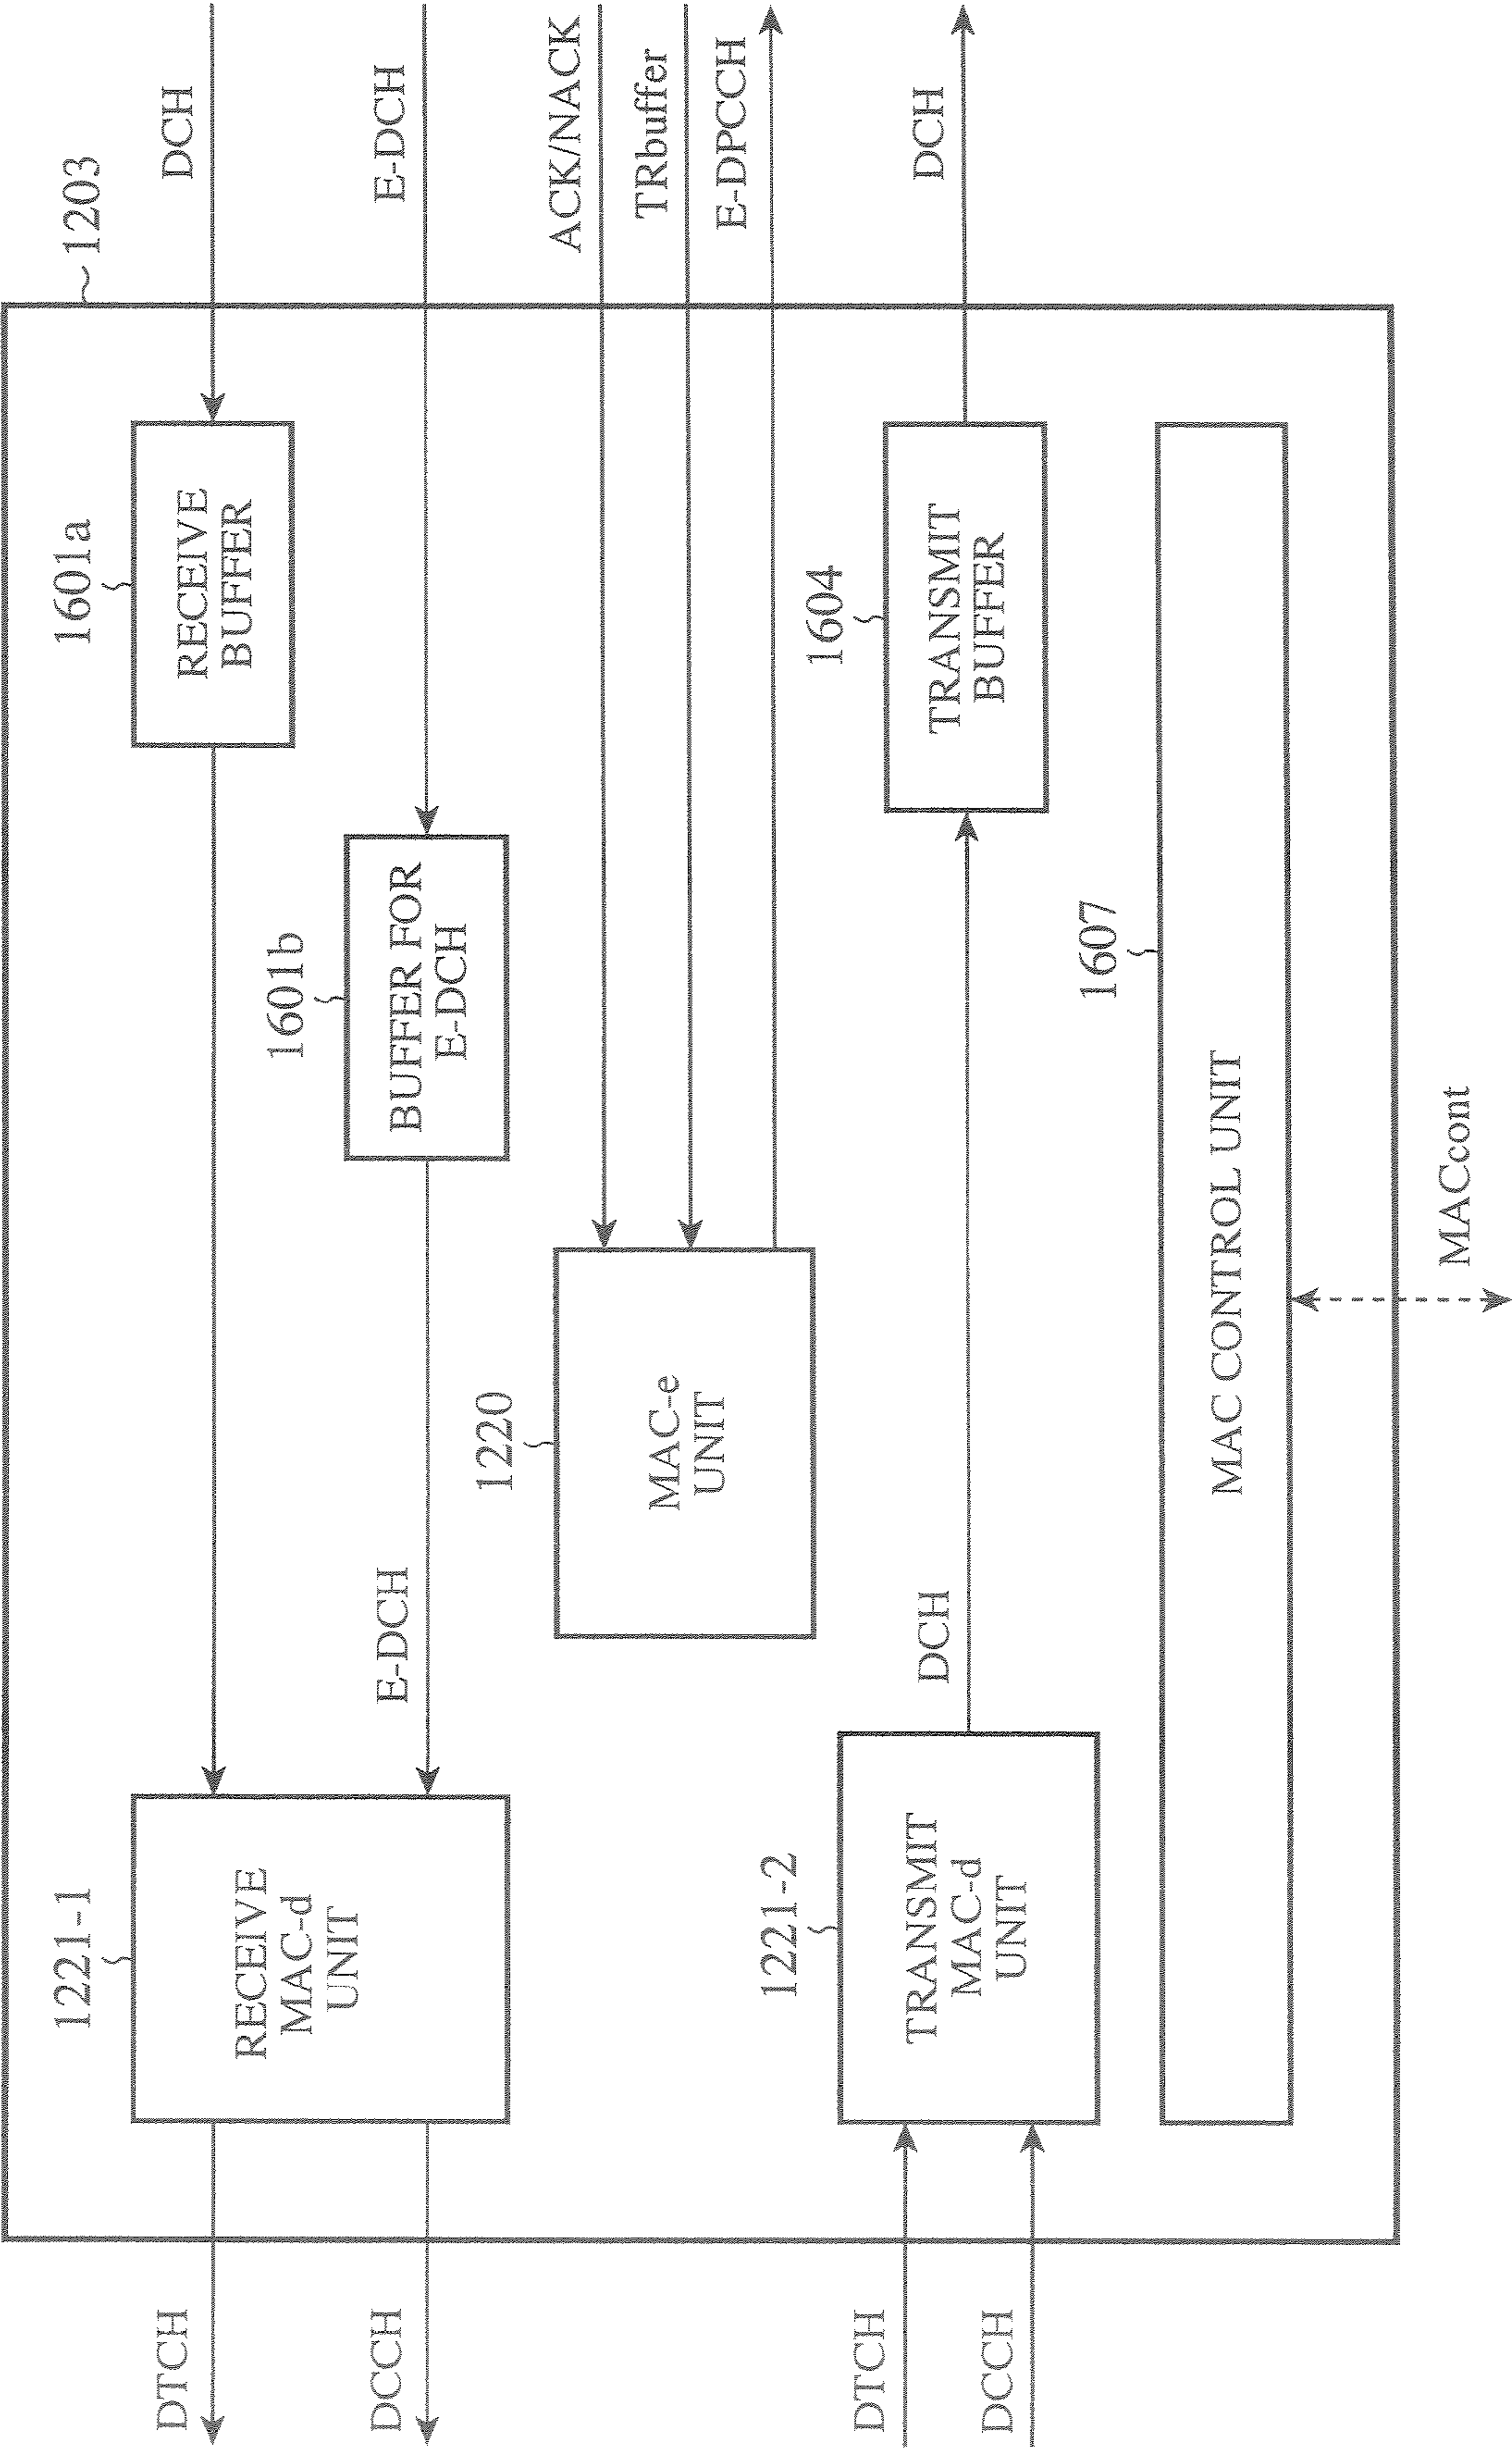 1203
DCH
E-DCH
ACK/NACK
TRbuffer
E-DPCCH
DCH
1601a
RECEIVE
BUFFER
1601b
BUFFER FOR
E-DCH
1604
TRANSMIT
BUFFER
1607
MAC CONTROL UNIT
MACcont
1220
MAC-e
UNIT
E-DCH
DCH
1221-1
RECEIVE
MAC-d
UNIT
1221-2
TRANSMIT
MAC-d
UNIT
DTCH
DCCH
DTCH
DCCH